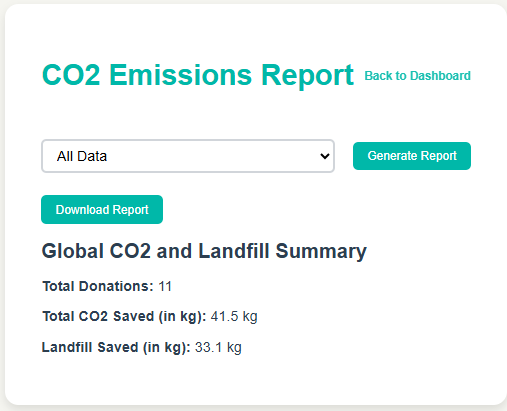 CO2 Emissions Report
Back to Dashboard
All Data
Generate Report
Download Report
Global CO2 and Landfill Summary
Total Donations: 11
Total CO2 Saved (in kg): 41.5 kg
Landfill Saved (in kg): 33.1 kg